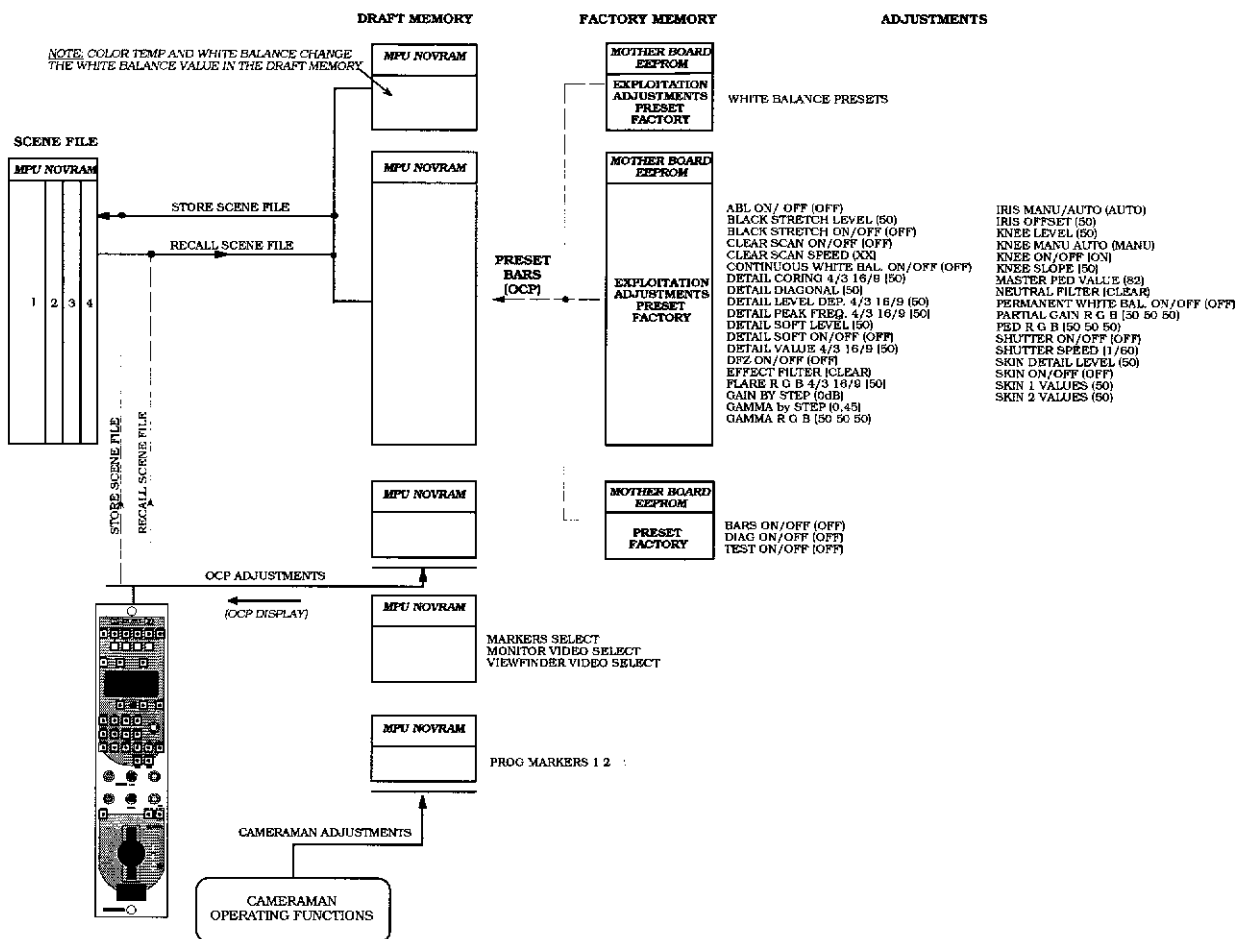 DRAFT MEMORY
FACTORY MEMORY
ADJUSTMENTS
NOTE: COLOR TEMP AND WHITE BALANCE CHANGE
THE WHITE BALANCE VALUE IN THE DRAFT MEMORY
MPU NOVRAM
MOTHER BOARD
EEPROM
EXPLOITATION
ADJUSTMENTS
PRESET
FACTORY
WHITE BALANCE PRESETS
SCENE FILE
MPU NOVRAM
1 2 3 4
STORE SCENE FILE
RECALL SCENE FILE
STORE SCENE FILE
RECALL SCENE FILE
MPU NOVRAM
PRESET
BARS
(OCP)
MOTHER BOARD
EEPROM
EXPLOITATION
ADJUSTMENTS
PRESET
FACTORY
ABL ON/ OFF (OFF)
BLACK STRETCH LEVEL (50)
BLACK STRETCH ON/OFF (OFF)
CLEAR SCAN ON/OFF (OFF)
CLEAR SCAN SPEED (XX)
CONTINUOUS WHITE BAL. ON/OFF (OFF)
DETAIL CORING 4/3 16/9 (50)
DETAIL DIAGONAL (50)
DETAIL LEVEL DEP. 4/3 16/9 (50)
DETAIL PEAK FREQ. 4/3 16/9 (50)
DETAIL SOFT LEVEL (50)
DETAIL SOFT ON/OFF (OFF)
DETAIL VALUE 4/3 16/9 (50)
DFZ ON/OFF (OFF)
EFFECT FILTER (CLEAR)
FLARE R G B 4/3 16/9 (50)
GAIN BY STEP (0dB)
GAMMA by STEP (0,45)
GAMMA R G B (50 50 50)
IRIS MANU/AUTO (AUTO)
IRIS OFFSET (50)
KNEE LEVEL (50)
KNEE MANU AUTO (MANU)
KNEE ON/OFF (ON)
KNEE SLOPE (50)
MASTER PED VALUE (82)
NEUTRAL FILTER (CLEAR)
PERMANENT WHITE BAL. ON/OFF (OFF)
PARTIAL GAIN R G B (50 50 50)
PED R G B (50 50 50)
SHUTTER ON/OFF (OFF)
SHUTTER SPEED (1/60)
SKIN DETAIL LEVEL (50)
SKIN ON/OFF (OFF)
SKIN 1 VALUES (50)
SKIN 2 VALUES (50)
MPU NOVRAM
MOTHER BOARD
EEPROM
PRESET
FACTORY
BARS ON/OFF (OFF)
DIAG ON/OFF (OFF)
TEST ON/OFF (OFF)
OCP ADJUSTMENTS
(OCP DISPLAY)
MPU NOVRAM
MARKERS SELECT
MONITOR VIDEO SELECT
VIEWFINDER VIDEO SELECT
MPU NOVRAM
PROG MARKERS 1 2
CAMERAMAN ADJUSTMENTS
CAMERAMAN
OPERATING FUNCTIONS